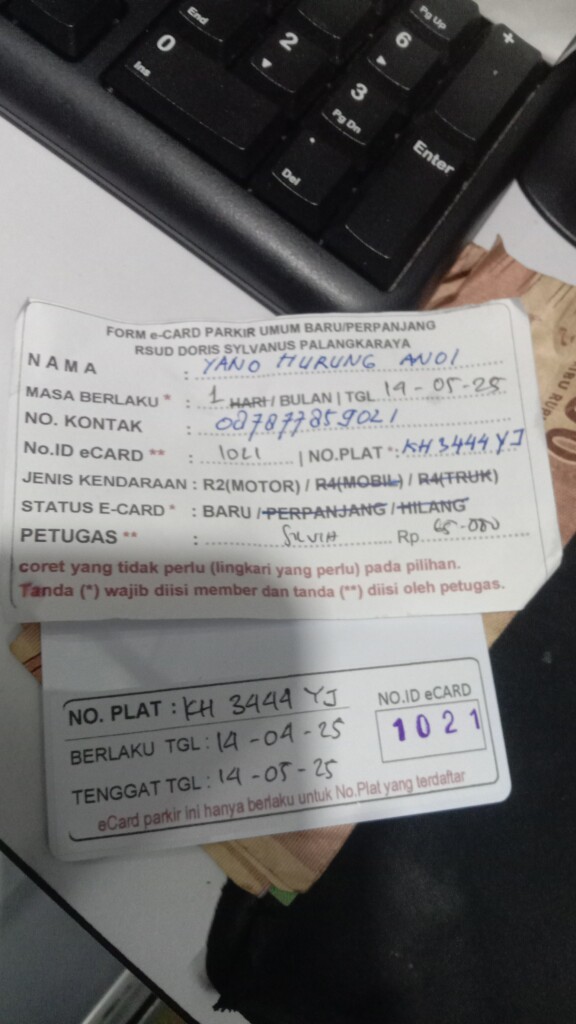 End
Pg Up
0
Ins
2
6
+
3
Pg Dn
.
Del
Enter
FORM e-CARD PARKIR UMUM BARU/PERPANJANG
RSUD DORIS SYLVANUS PALANGKARAYA
NAMA : YANO MURUNG ANOI
MASA BERLAKU * : 1 HARI / BULAN | TGL 14-05-25
NO. KONTAK : 087877859021
No.ID eCARD ** : 1021 | NO.PLAT *: KH 3444 YJ
JENIS KENDARAAN : R2(MOTOR) / R4(MOBIL) / R4(TRUK)
STATUS E-CARD * : BARU / PERPANJANG / HILANG
PETUGAS ** : SILVIA Rp. 65-000
coret yang tidak perlu (lingkari yang perlu) pada pilihan.
Tanda (*) wajib diisi member dan tanda (**) diisi oleh petugas.
NO. PLAT : KH 3444 YJ
NO.ID eCARD
1021
BERLAKU TGL : 14-04-25
TENGGAT TGL : 14-05-25
eCard parkir ini hanya berlaku untuk No.Plat yang terdaftar